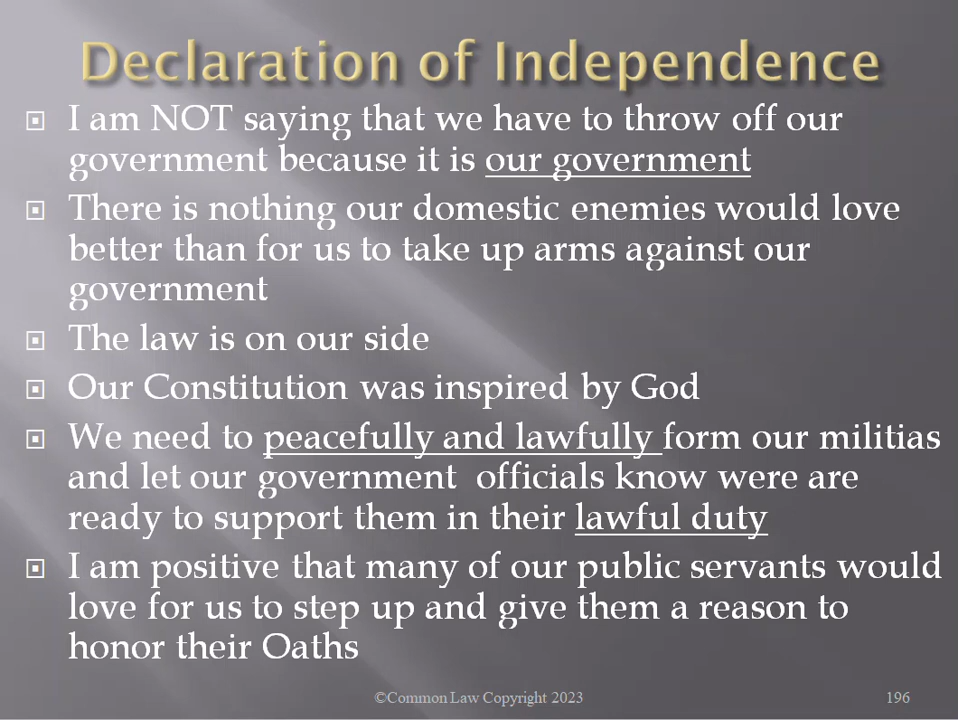 Declaration of Independence
I am NOT saying that we have to throw off our
government because it is our government
There is nothing our domestic enemies would love
better than for us to take up arms against our
government
The law is on our side
Our Constitution was inspired by God
We need to peacefully and lawfully form our militias
and let our government officials know were are
ready to support them in their lawful duty
I am positive that many of our public servants would
love for us to step up and give them a reason to
honor their Oaths
©Common Law Copyright 2023
196